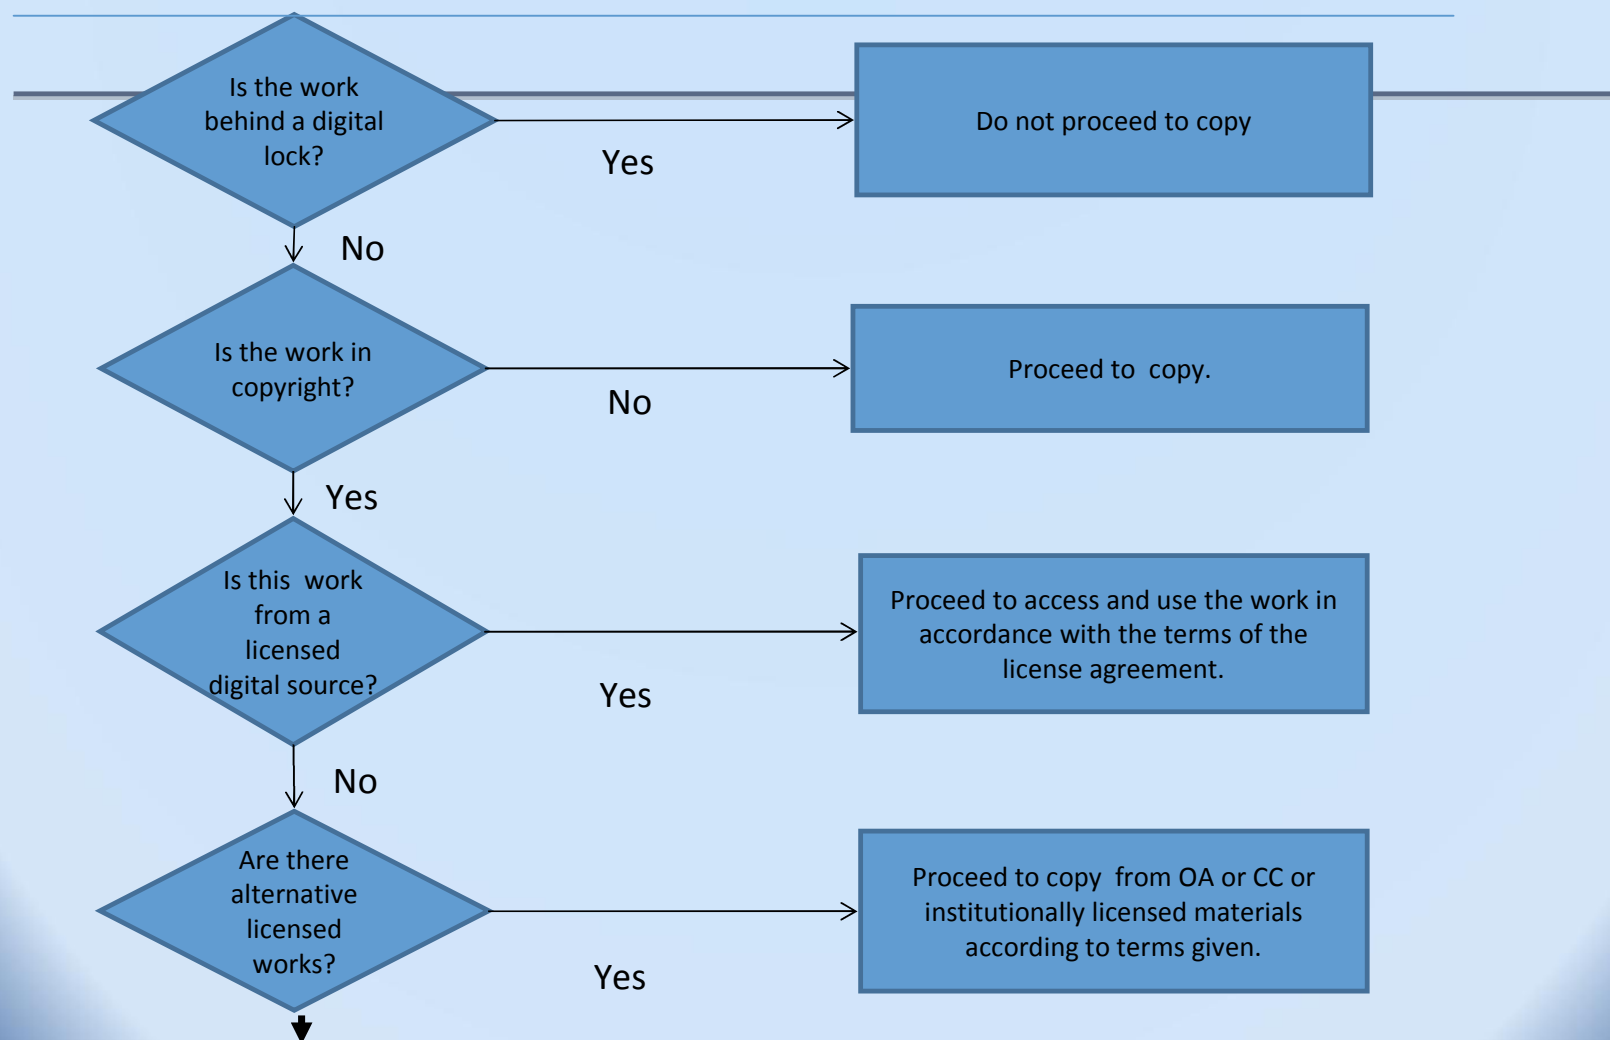 Is the work
behind a digital
lock?
Yes
Do not proceed to copy
No
Is the work in
copyright?
No
Proceed to  copy.
Yes
Is this  work
from a
licensed
digital source?
Yes
Proceed to access and use the work in
accordance with the terms of the
license agreement.
No
Are there
alternative
licensed
works?
Yes
Proceed to copy  from OA or CC or
institutionally licensed materials
according to terms given.